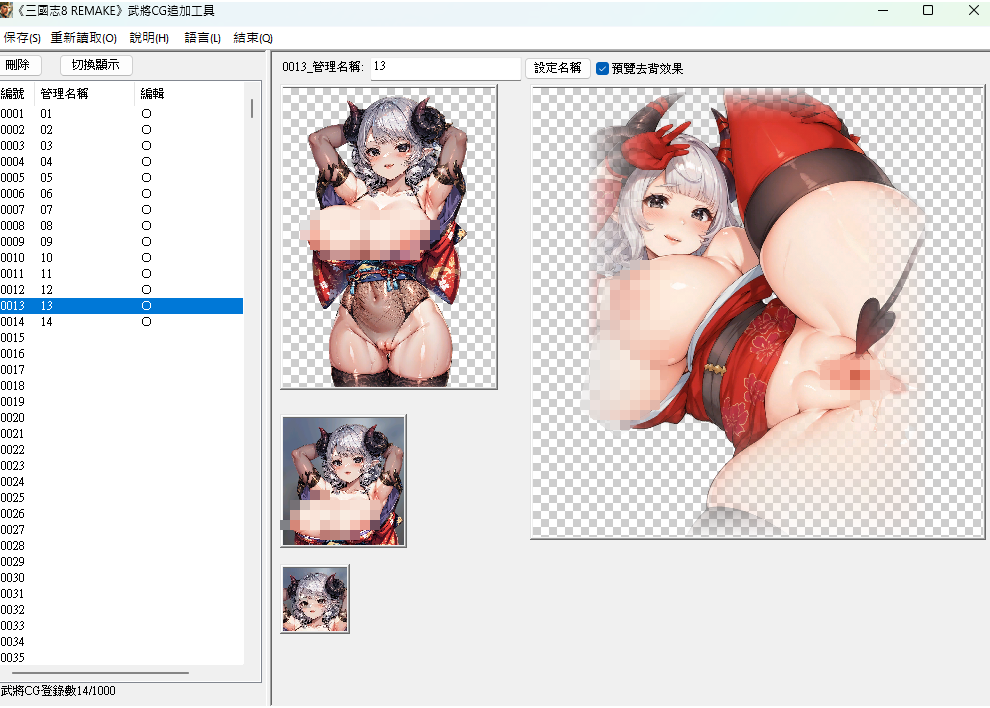 《三國志8 REMAKE》武將CG追加工具
保存(S) 重新讀取(O) 說明(H) 語言(L) 結束(Q)
刪除 切換顯示
編號 管理名稱 編輯
0001 01 ○
0002 02 ○
0003 03 ○
0004 04 ○
0005 05 ○
0006 06 ○
0007 07 ○
0008 08 ○
0009 09 ○
0010 10 ○
0011 11 ○
0012 12 ○
0013 13 ○
0014 14 ○
0015
0016
0017
0018
0019
0020
0021
0022
0023
0024
0025
0026
0027
0028
0029
0030
0031
0032
0033
0034
0035
武將CG登錄數14/1000
0013_管理名稱: 13 設定名稱 預覽去背效果